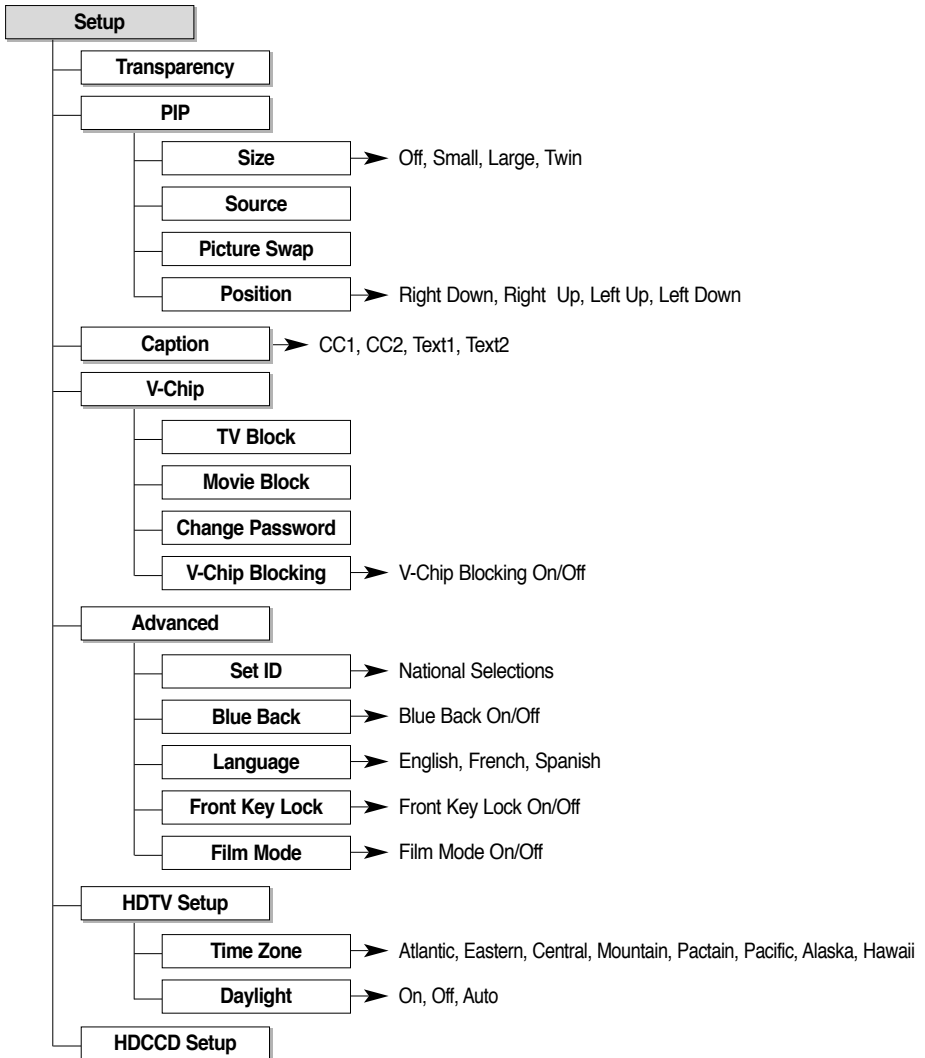 Setup
Transparency
PIP
Size Off, Small, Large, Twin
Source
Picture Swap
Position Right Down, Right Up, Left Up, Left Down
Caption CC1, CC2, Text1, Text2
V-Chip
TV Block
Movie Block
Change Password
V-Chip Blocking V-Chip Blocking On/Off
Advanced
Set ID National Selections
Blue Back Blue Back On/Off
Language English, French, Spanish
Front Key Lock Front Key Lock On/Off
Film Mode Film Mode On/Off
HDTV Setup
Time Zone Atlantic, Eastern, Central, Mountain, Pactain, Pacific, Alaska, Hawaii
Daylight On, Off, Auto
HDCCD Setup